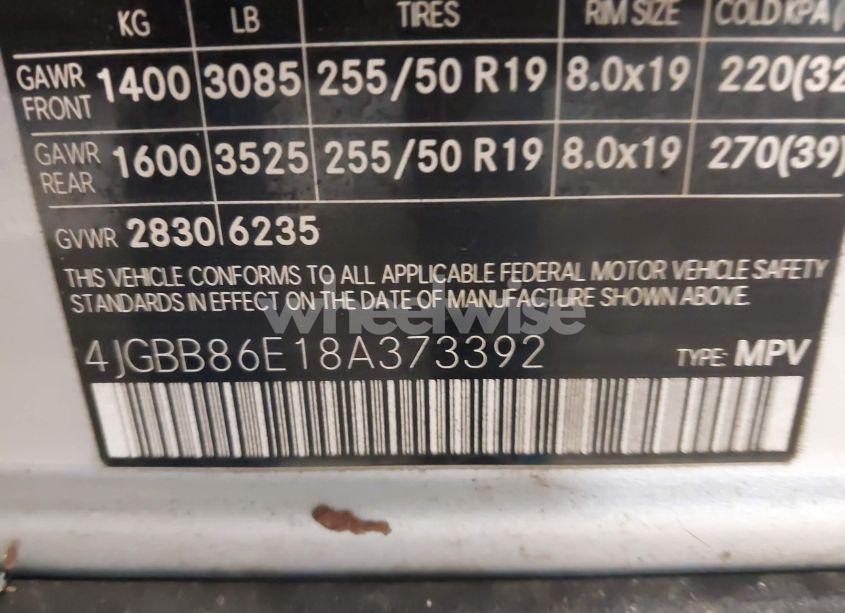 KG LB TIRES RIM SIZE COLD KPA
GAWR FRONT 1400 3085 255/50 R19 8.0x19 220(32
GAWR REAR 1600 3525 255/50 R19 8.0x19 270(39)
GVWR 2830 6235
THIS VEHICLE CONFORMS TO ALL APPLICABLE FEDERAL MOTOR VEHICLE SAFETY
STANDARDS IN EFFECT ON THE DATE OF MANUFACTURE SHOWN ABOVE.
wheelwise
4JGBB86E18A373392 TYPE: MPV